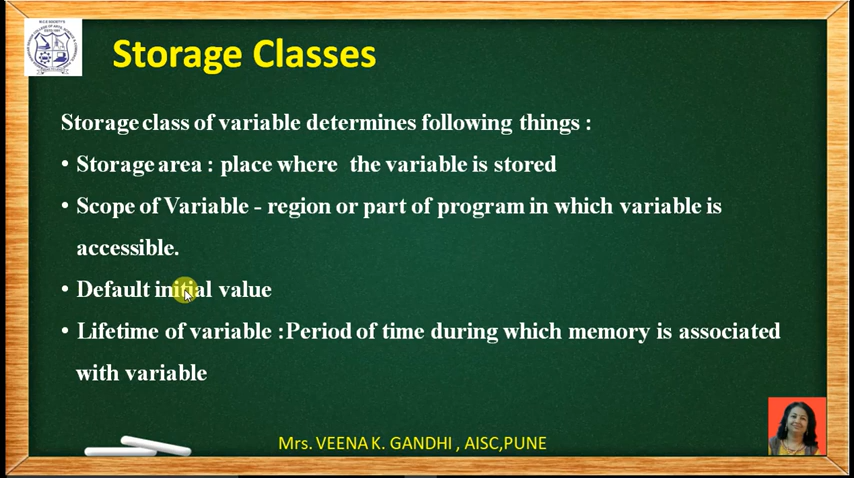 Storage Classes
Storage class of variable determines following things :
• Storage area : place where the variable is stored
• Scope of Variable - region or part of program in which variable is
accessible.
• Default initial value
• Lifetime of variable : Period of time during which memory is associated
with variable
Mrs. VEENA K. GANDHI , AISC,PUNE